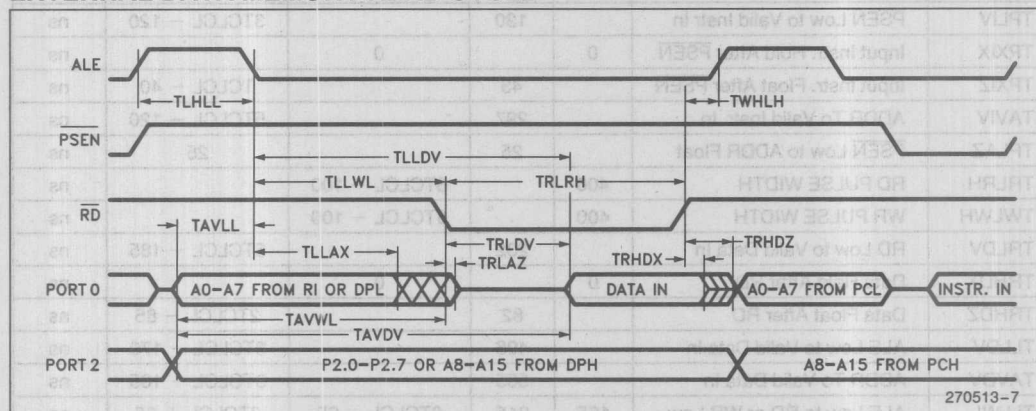 ALE
TLHLL
TWHLH
PSEN
TLLDV
TLLWL
TRLRH
RD
TAVLL
TLLAX
TRLDV
TRLAZ
TRHDX
TRHDZ
PORT 0
A0-A7 FROM RI OR DPL
DATA IN
A0-A7 FROM PCL
INSTR. IN
TAVWL
TAVDV
PORT 2
P2.0-P2.7 OR A8-A15 FROM DPH
A8-A15 FROM PCH
270513-7